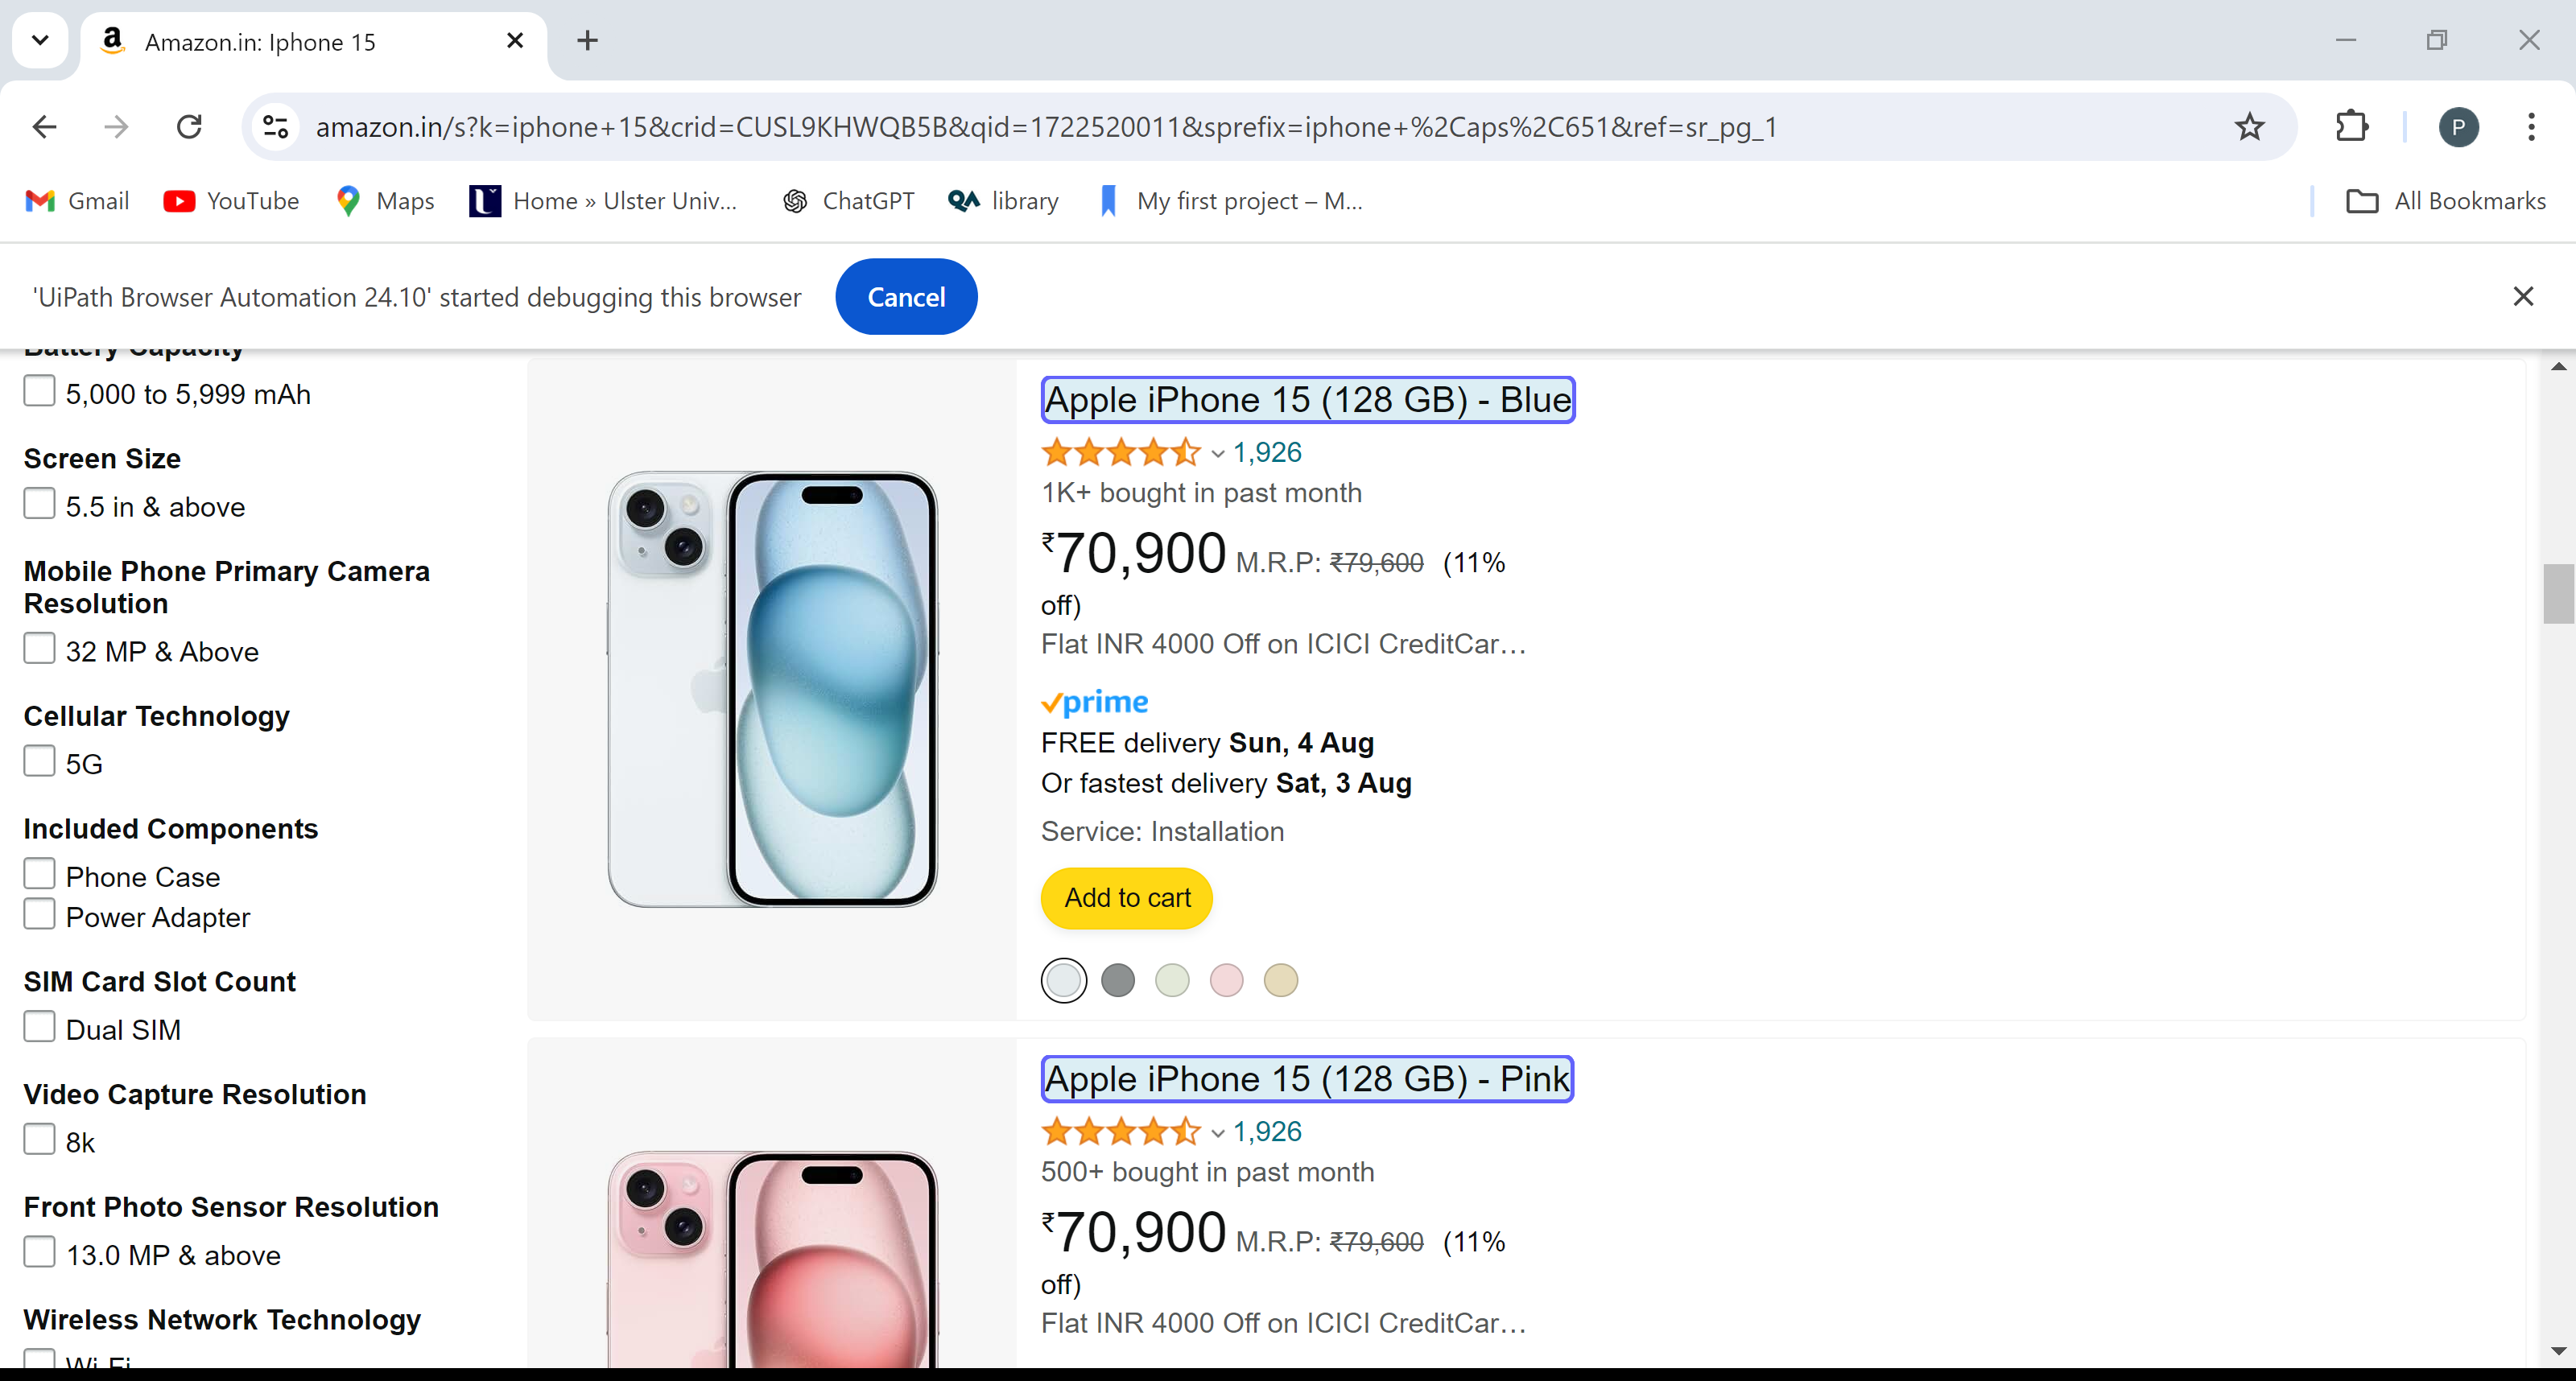 Amazon.in: Iphone 15
amazon.in/s?k=iphone+15&crid=CUSL9KHWQB5B&qid=1722520011&sprefix=iphone+%2Caps%2C651&ref=sr_pg_1
P
Gmail
YouTube
Maps
Home » Ulster Univ...
ChatGPT
QA library
My first project – M...
All Bookmarks
'UiPath Browser Automation 24.10' started debugging this browser
Cancel
Battery Capacity
5,000 to 5,999 mAh
Screen Size
5.5 in & above
Mobile Phone Primary Camera
Resolution
32 MP & Above
Cellular Technology
5G
Included Components
Phone Case
Power Adapter
SIM Card Slot Count
Dual SIM
Video Capture Resolution
8k
Front Photo Sensor Resolution
13.0 MP & above
Wireless Network Technology
Wi-Fi
Apple iPhone 15 (128 GB) - Blue
1,926
1K+ bought in past month
₹70,900 M.R.P: ₹79,600 (11%
off)
Flat INR 4000 Off on ICICI CreditCar…
prime
FREE delivery Sun, 4 Aug
Or fastest delivery Sat, 3 Aug
Service: Installation
Add to cart
Apple iPhone 15 (128 GB) - Pink
1,926
500+ bought in past month
₹70,900 M.R.P: ₹79,600 (11%
off)
Flat INR 4000 Off on ICICI CreditCar…